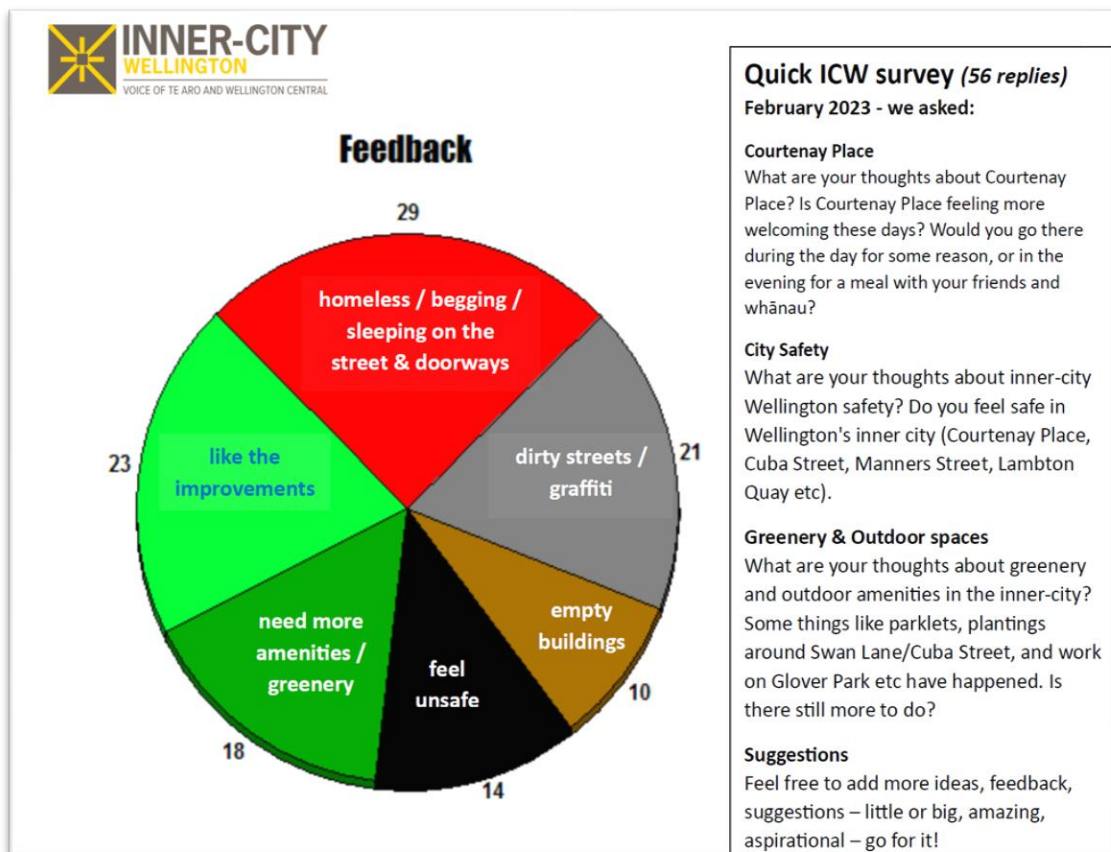 INNER-CITY
WELLINGTON
VOICE OF TE ARO AND WELLINGTON CENTRAL
Feedback
29
homeless / begging /
sleeping on the
street & doorways
23
like the
improvements
dirty streets /
graffiti
21
need more
amenities /
greenery
18
feel
unsafe
14
empty
buildings
10
Quick ICW survey (56 replies)
February 2023 - we asked:
Courtenay Place
What are your thoughts about Courtenay
Place? Is Courtenay Place feeling more
welcoming these days? Would you go there
during the day for some reason, or in the
evening for a meal with your friends and
whānau?
City Safety
What are your thoughts about inner-city
Wellington safety? Do you feel safe in
Wellington's inner city (Courtenay Place,
Cuba Street, Manners Street, Lambton
Quay etc).
Greenery & Outdoor spaces
What are your thoughts about greenery
and outdoor amenities in the inner-city?
Some things like parklets, plantings
around Swan Lane/Cuba Street, and work
on Glover Park etc have happened. Is
there still more to do?
Suggestions
Feel free to add more ideas, feedback,
suggestions – little or big, amazing,
aspirational – go for it!